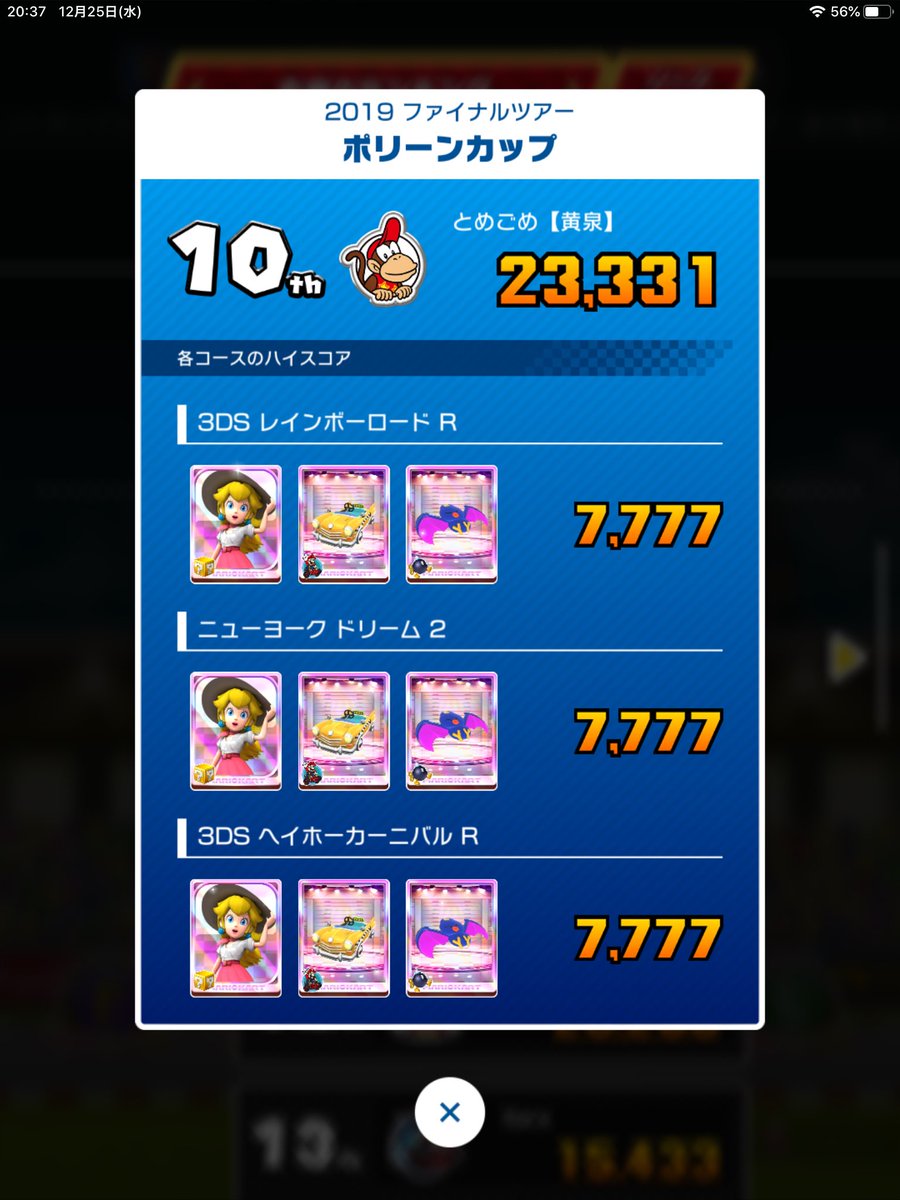 20:37 12月25日(水) 56%
2019 ファイナルツアー
ポリーンカップ
10th
とめごめ【黄泉】
23,331
各コースのハイスコア
3DS レインボーロード R
7,777
ニューヨーク ドリーム 2
7,777
3DS ヘイホーカーニバル R
7,777
13th
15,433